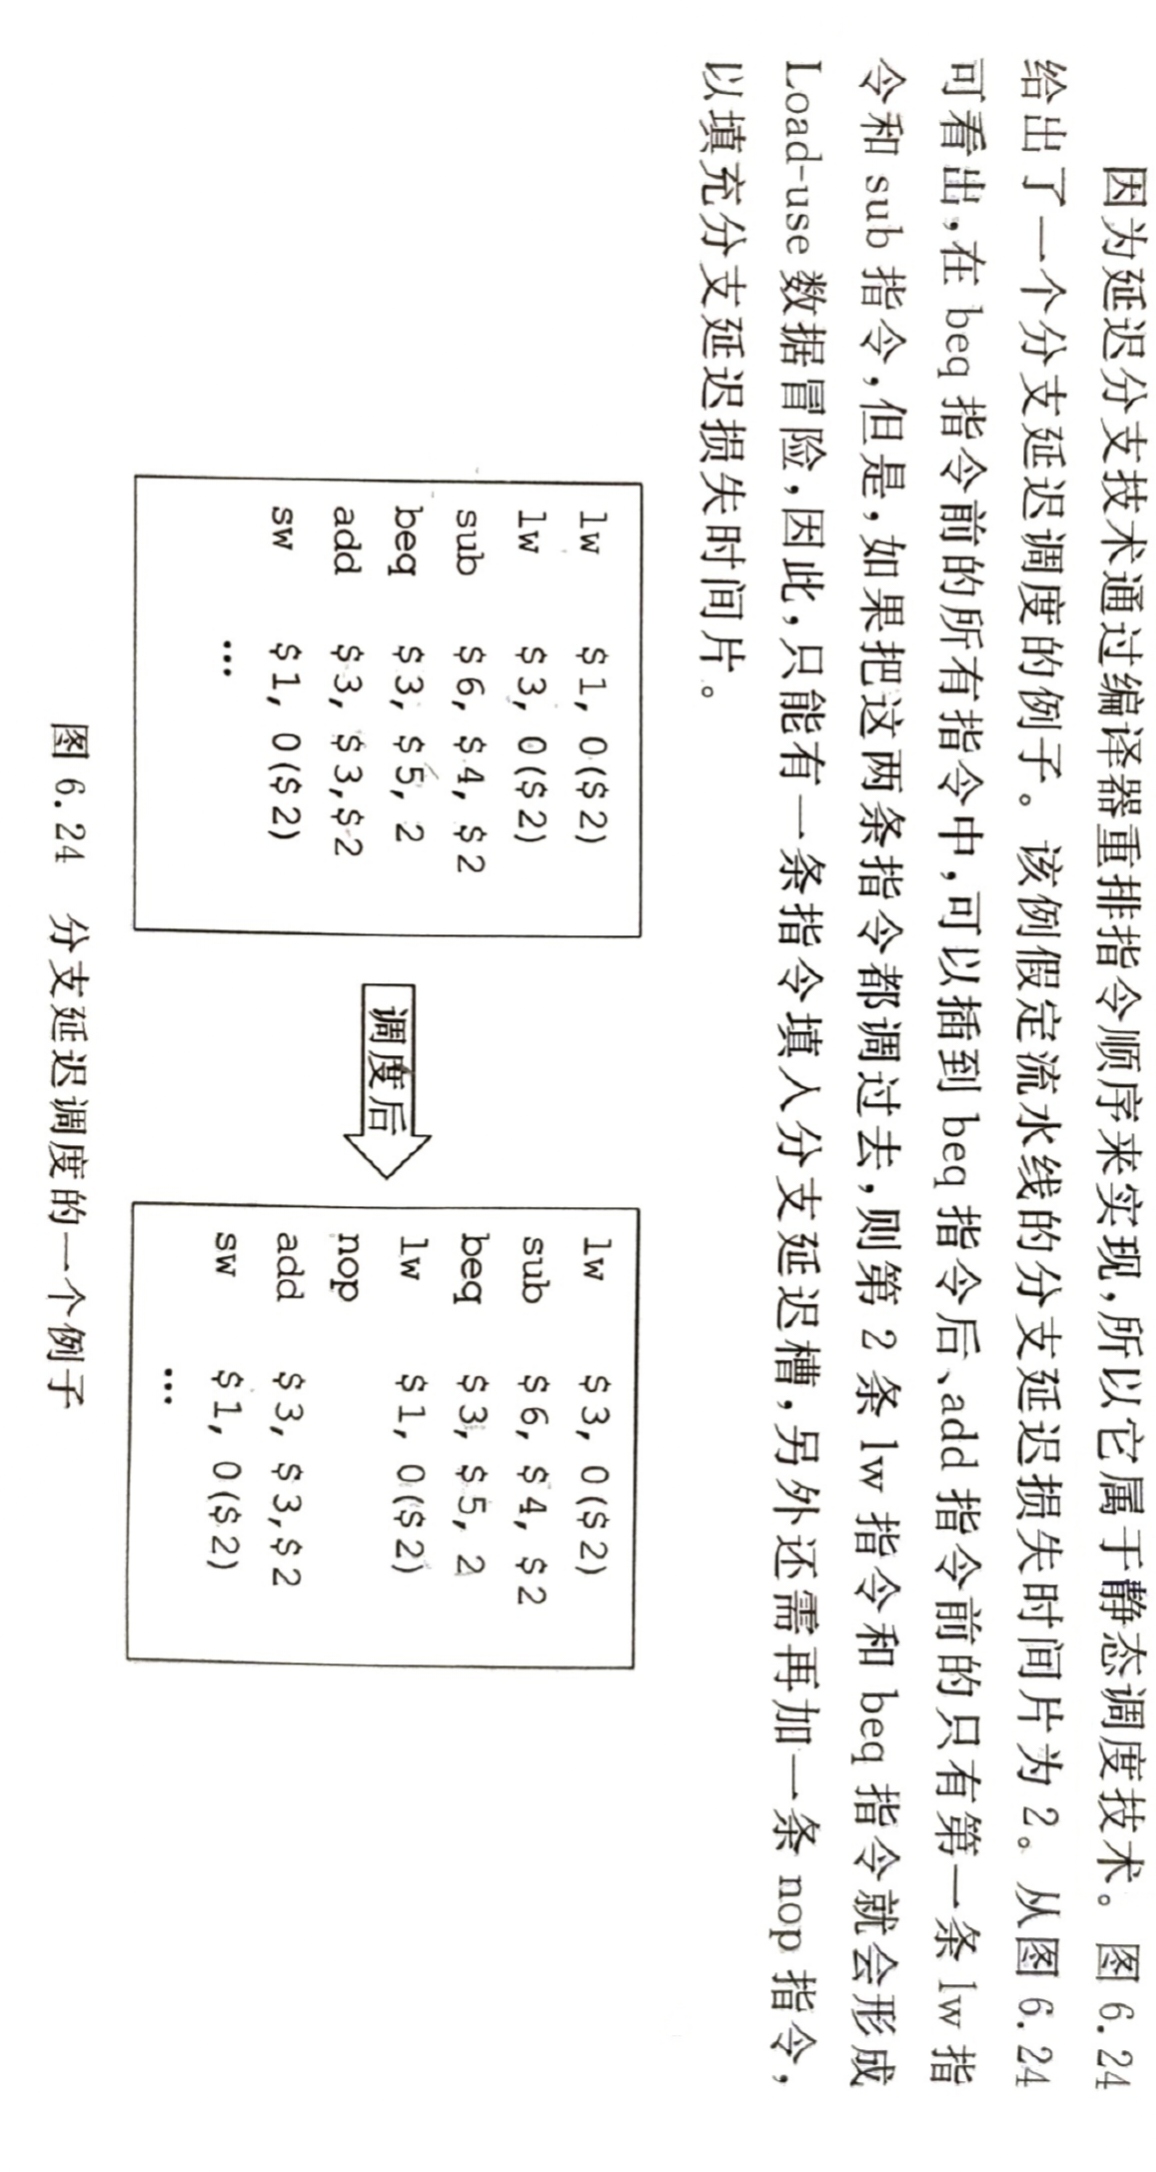 因为延迟分支技术通过编译器重排指令顺序来实现,所以它属于静态调度技术。图 6.24
给出了一个分支延迟调度的例子。该例假定流水线的分支延迟损失时间片为 2。从图 6.24
可看出,在 beq 指令前的所有指令中,可以插到 beq 指令后、add 指令前的只有第一条 lw 指
令和 sub 指令,但是,如果把这两条指令都调过去,则第 2 条 lw 指令和 beq 指令就会形成
Load-use 数据冒险,因此,只能有一条指令填入分支延迟槽,另外还需再加一条 nop 指令,
以填充分支延迟损失时间片。
lw $1, 0($2)
lw $3, 0($2)
sub $6, $4, $2
beq $3, $5, 2
add $3, $3,$2
sw $1, 0($2)
…
调度后
lw $3, 0($2)
sub $6, $4, $2
beq $3, $5, 2
lw $1, 0($2)
nop
add $3, $3,$2
sw $1, 0($2)
…
图 6.24 分支延迟调度的一个例子